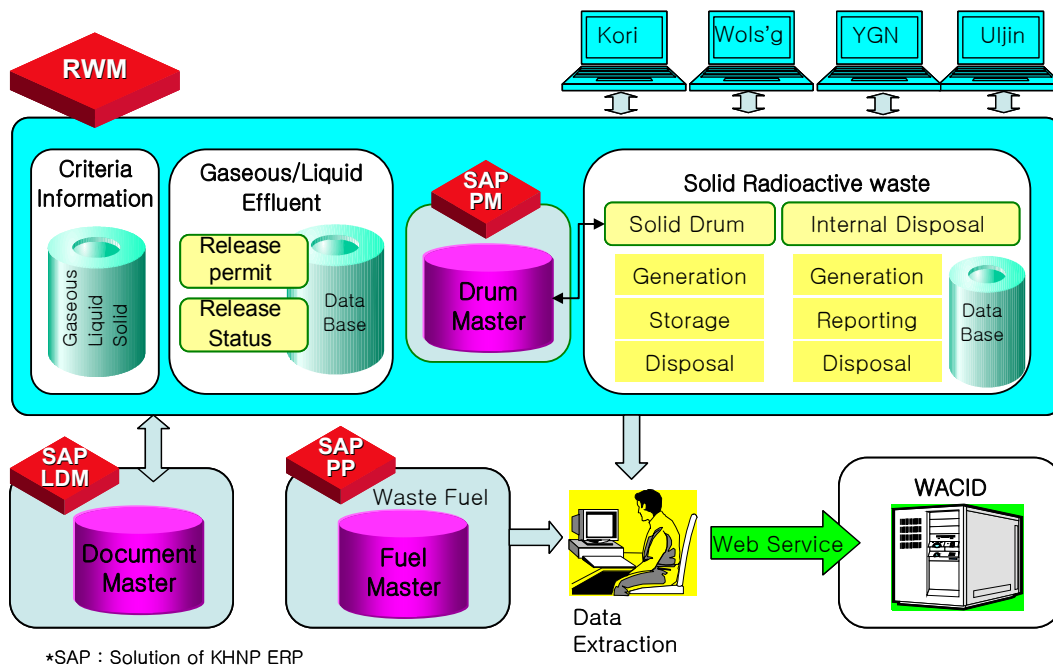 Kori
Wols'g
YGN
Uljin
RWM
Criteria
Information
Gaseous
Liquid
Solid
Gaseous/Liquid
Effluent
Release
permit
Release
Status
Data
Base
SAP
PM
Drum
Master
Solid Radioactive waste
Solid Drum
Internal Disposal
Generation
Storage
Disposal
Generation
Reporting
Disposal
Data
Base
SAP
LDM
Document
Master
SAP
PP
Waste Fuel
Fuel
Master
Data
Extraction
Web Service
WACID
*SAP : Solution of KHNP ERP